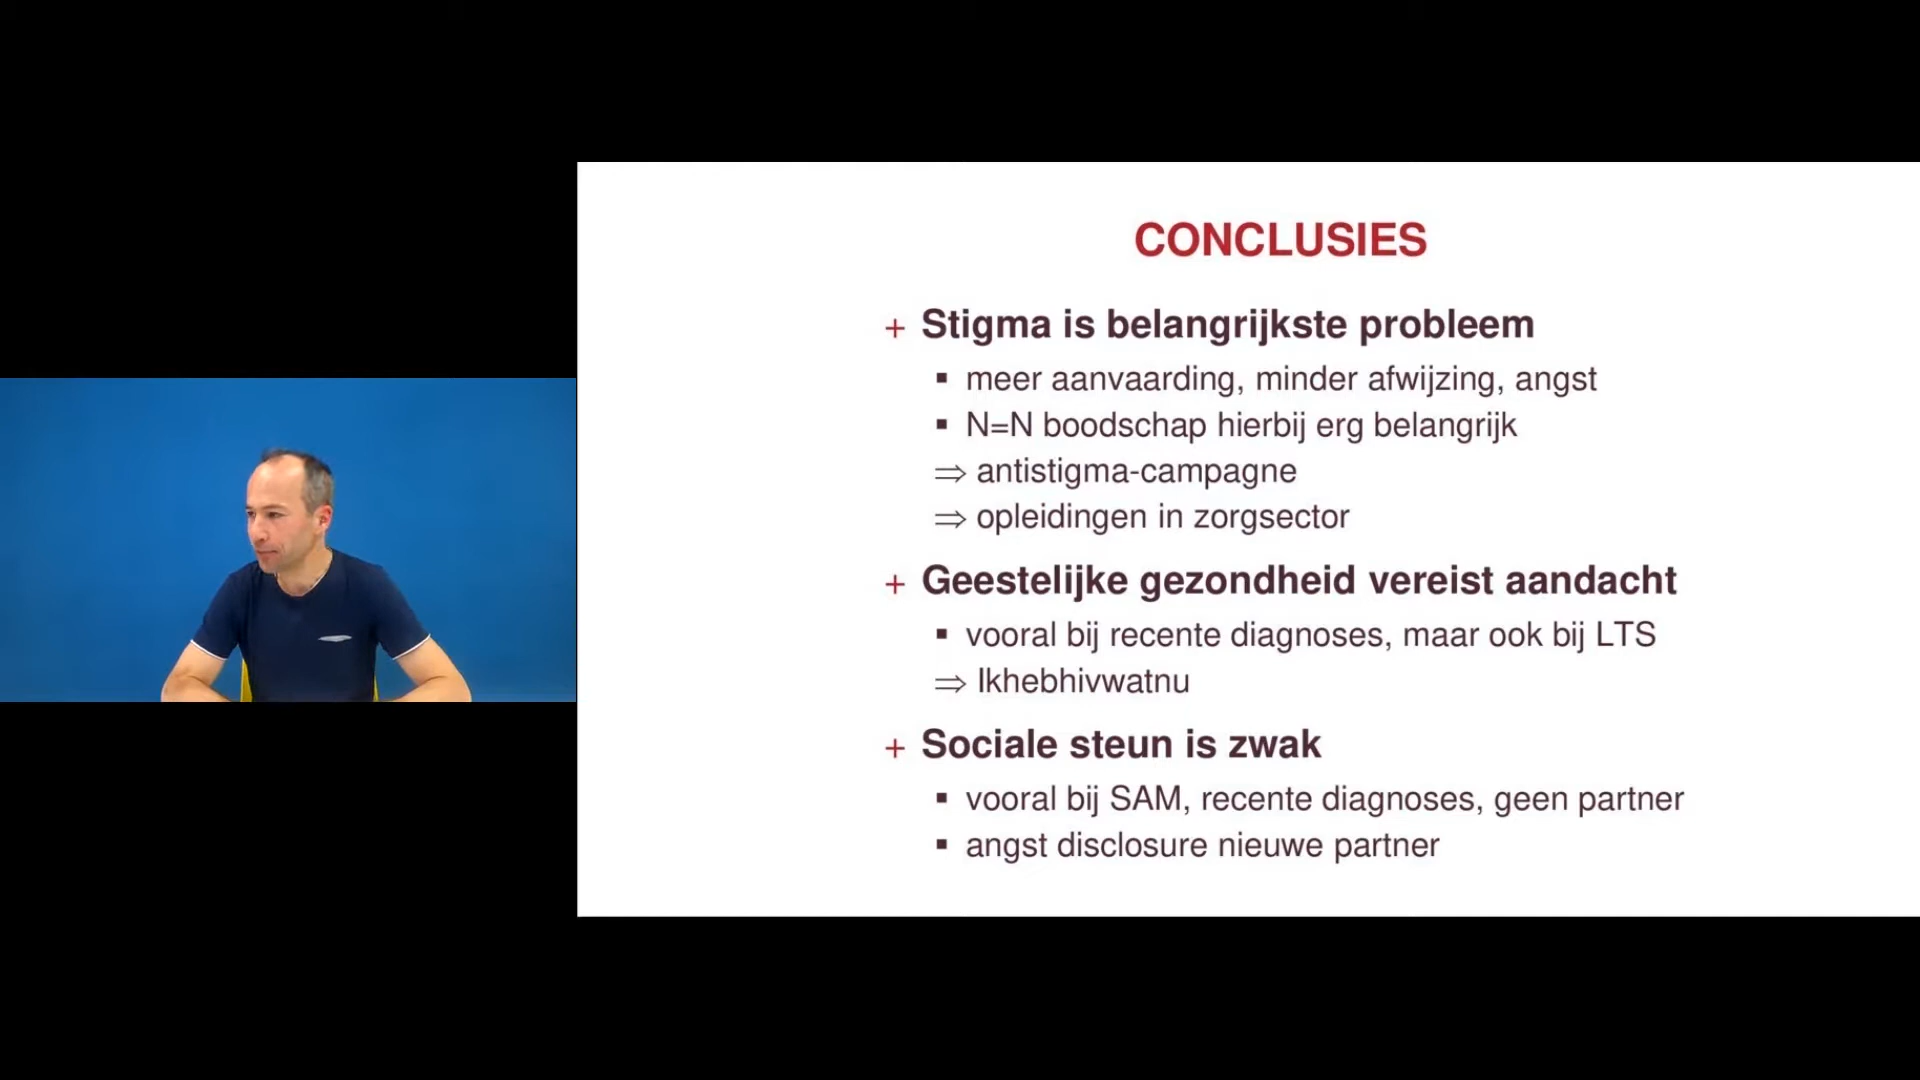 CONCLUSIES
+ Stigma is belangrijkste probleem
▪ meer aanvaarding, minder afwijzing, angst
▪ N=N boodschap hierbij erg belangrijk
⇒ antistigma-campagne
⇒ opleidingen in zorgsector
+ Geestelijke gezondheid vereist aandacht
▪ vooral bij recente diagnoses, maar ook bij LTS
⇒ Ikhebhivwatnu
+ Sociale steun is zwak
▪ vooral bij SAM, recente diagnoses, geen partner
▪ angst disclosure nieuwe partner